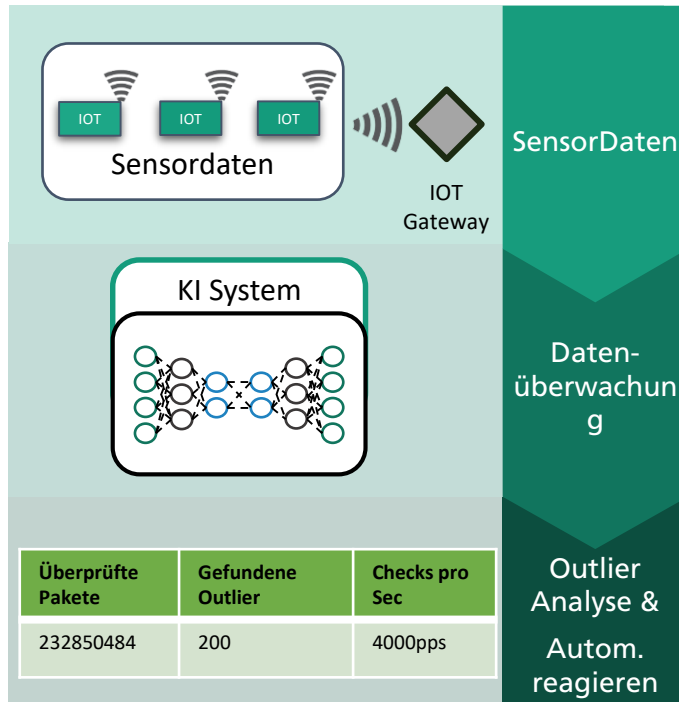 IOT
IOT
IOT
Sensordaten
IOT
Gateway
SensorDaten
KI System
Daten-
überwachun
g
Überprüfte
Pakete
Gefundene
Outlier
Checks pro
Sec
232850484
200
4000pps
Outlier
Analyse &
Autom.
reagieren